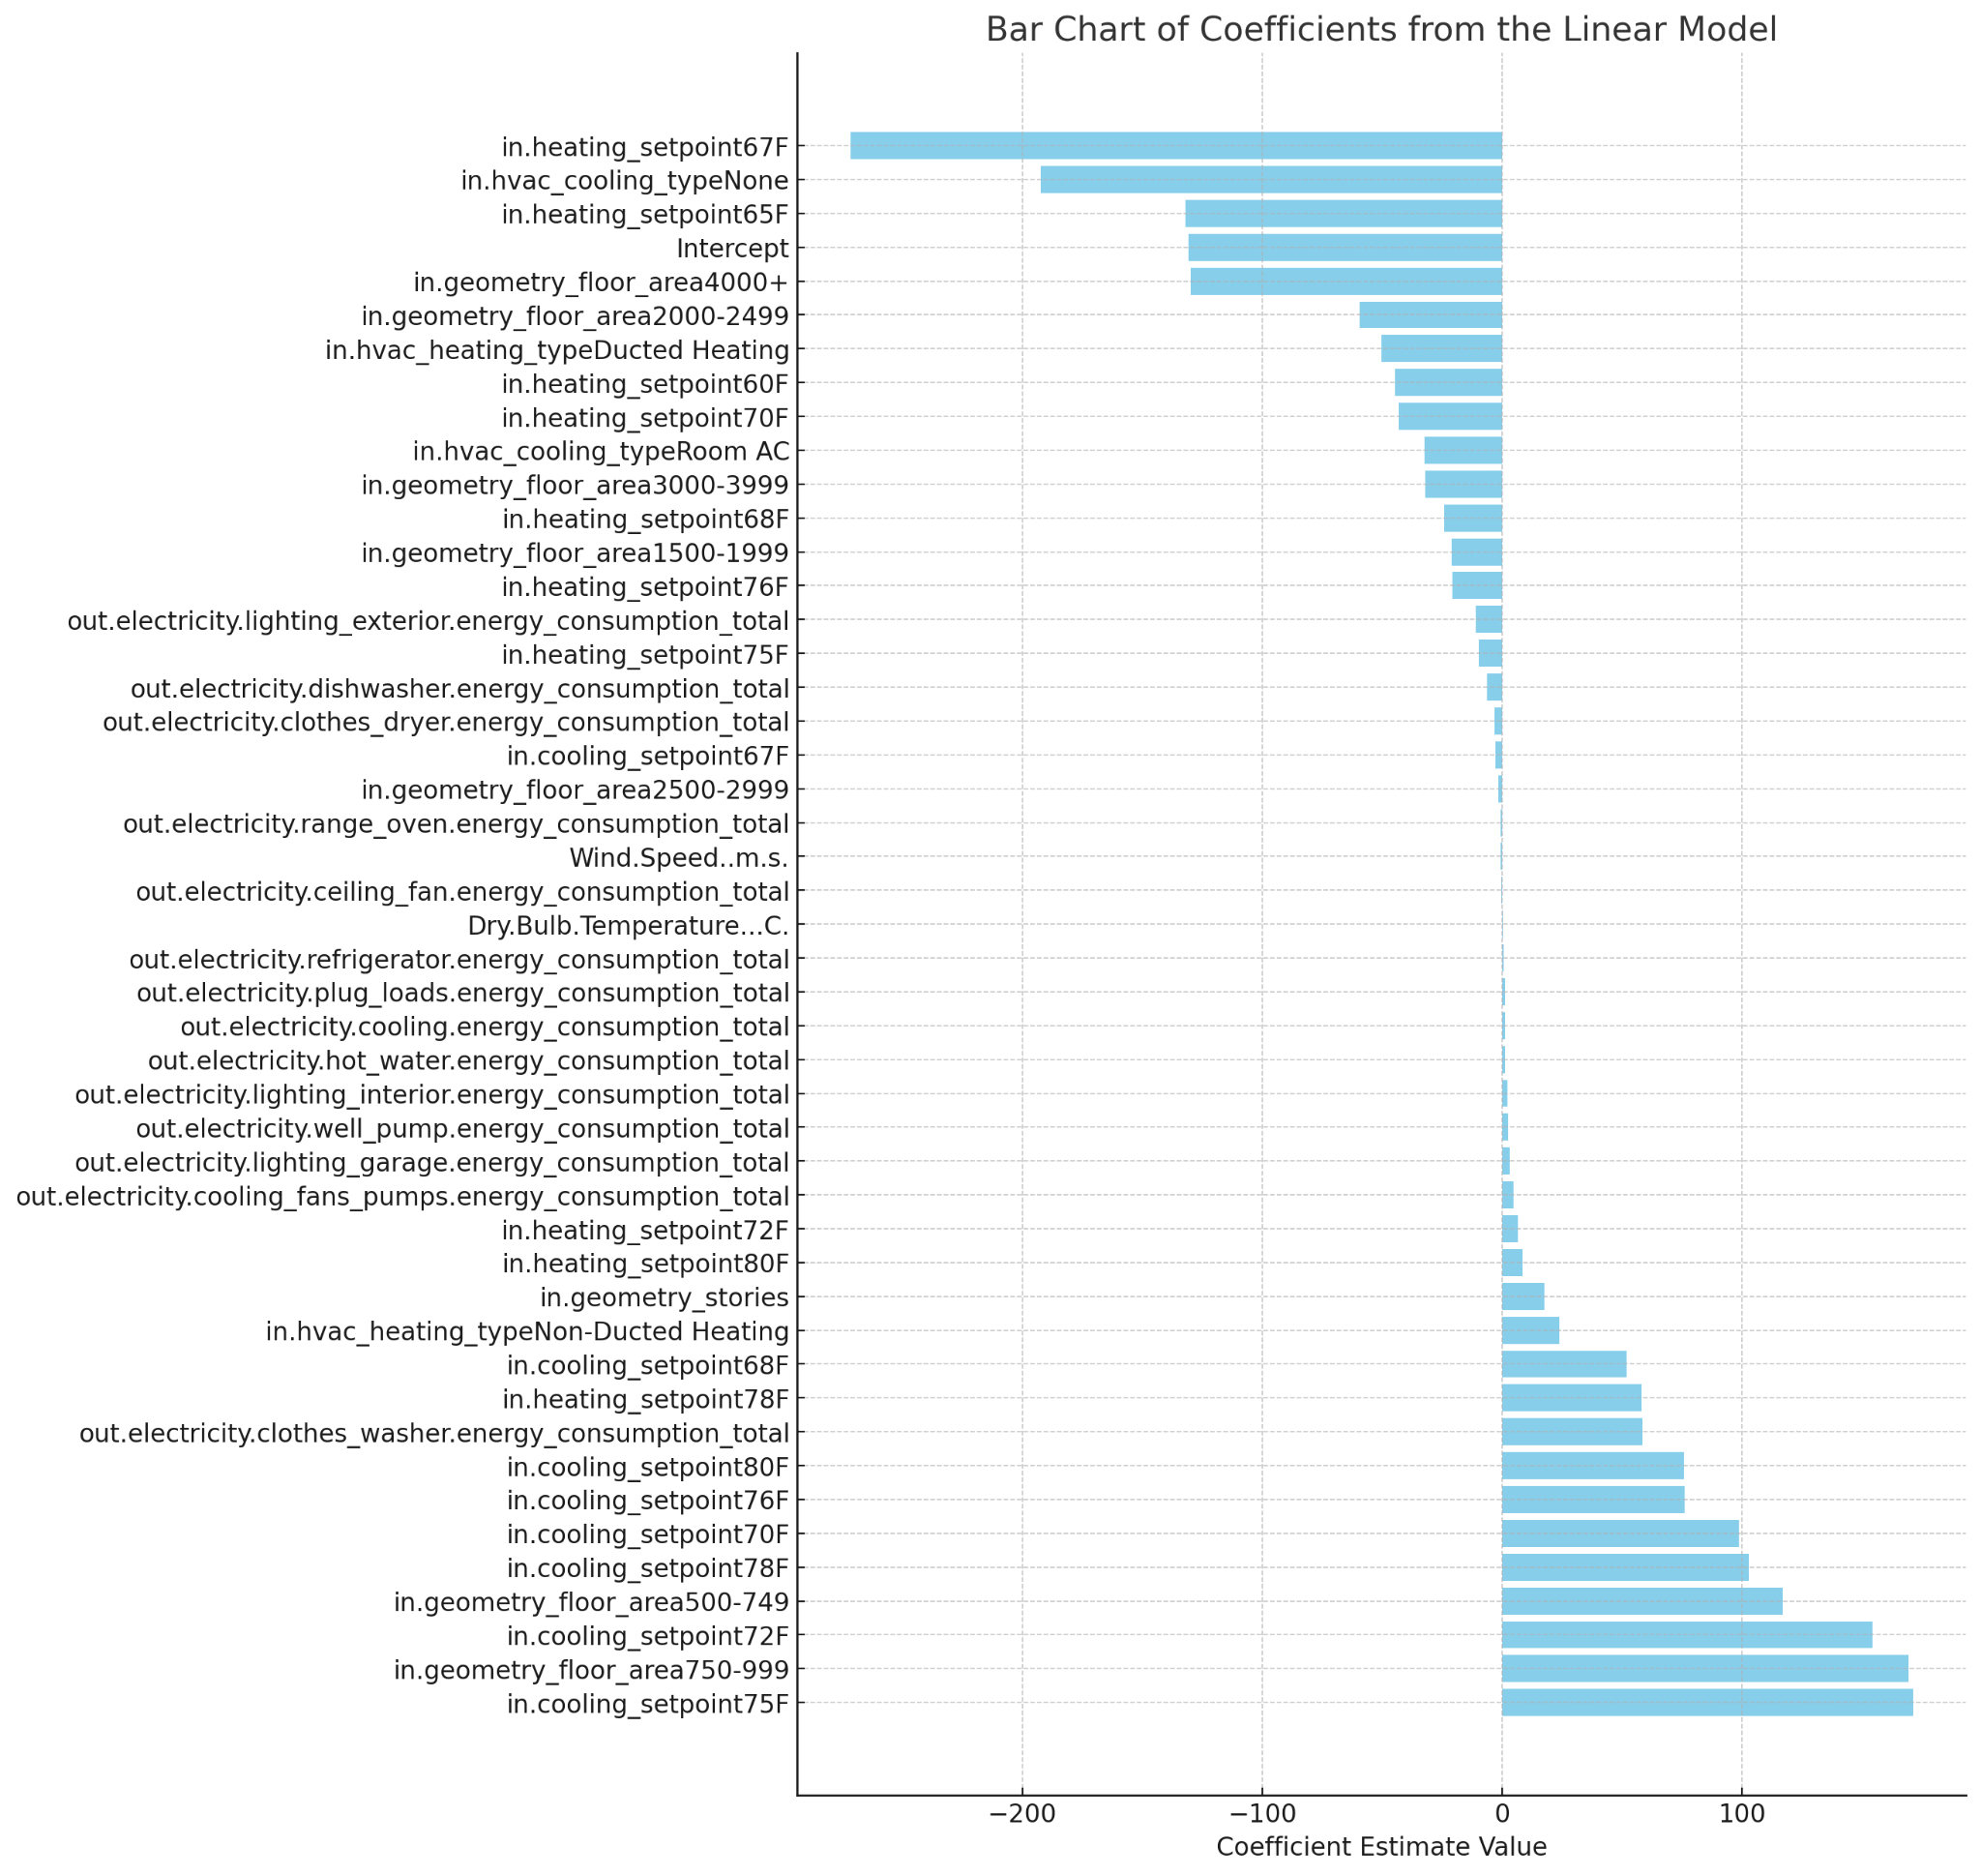 Bar Chart of Coefficients from the Linear Model
in.heating_setpoint67F
in.hvac_cooling_typeNone
in.heating_setpoint65F
Intercept
in.geometry_floor_area4000+
in.geometry_floor_area2000-2499
in.hvac_heating_typeDucted Heating
in.heating_setpoint60F
in.heating_setpoint70F
in.hvac_cooling_typeRoom AC
in.geometry_floor_area3000-3999
in.heating_setpoint68F
in.geometry_floor_area1500-1999
in.heating_setpoint76F
out.electricity.lighting_exterior.energy_consumption_total
in.heating_setpoint75F
out.electricity.dishwasher.energy_consumption_total
out.electricity.clothes_dryer.energy_consumption_total
in.cooling_setpoint67F
in.geometry_floor_area2500-2999
out.electricity.range_oven.energy_consumption_total
Wind.Speed..m.s.
out.electricity.ceiling_fan.energy_consumption_total
Dry.Bulb.Temperature...C.
out.electricity.refrigerator.energy_consumption_total
out.electricity.plug_loads.energy_consumption_total
out.electricity.cooling.energy_consumption_total
out.electricity.hot_water.energy_consumption_total
out.electricity.lighting_interior.energy_consumption_total
out.electricity.well_pump.energy_consumption_total
out.electricity.lighting_garage.energy_consumption_total
out.electricity.cooling_fans_pumps.energy_consumption_total
in.heating_setpoint72F
in.heating_setpoint80F
in.geometry_stories
in.hvac_heating_typeNon-Ducted Heating
in.cooling_setpoint68F
in.heating_setpoint78F
out.electricity.clothes_washer.energy_consumption_total
in.cooling_setpoint80F
in.cooling_setpoint76F
in.cooling_setpoint70F
in.cooling_setpoint78F
in.geometry_floor_area500-749
in.cooling_setpoint72F
in.geometry_floor_area750-999
in.cooling_setpoint75F
−200 −100 0 100
Coefficient Estimate Value